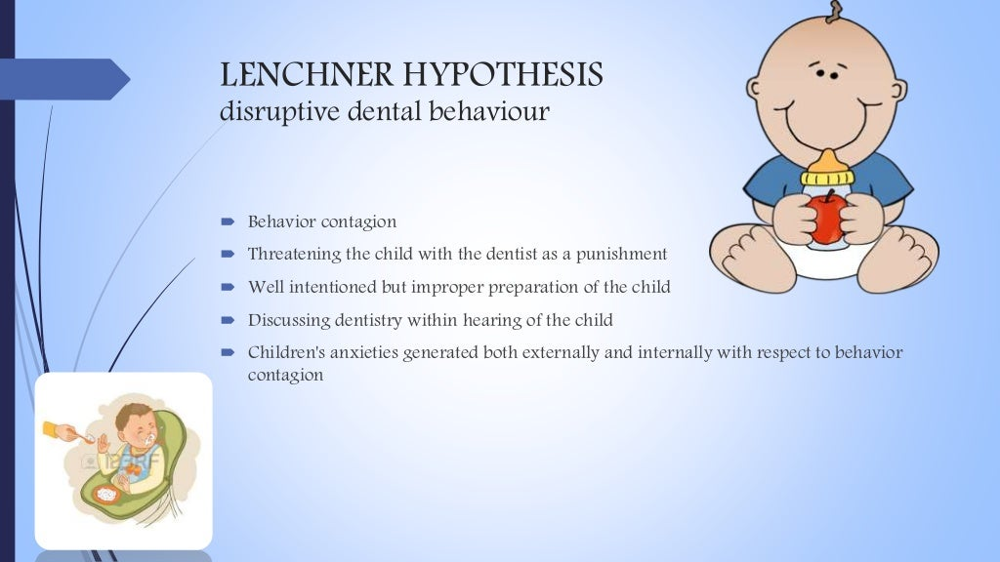 LENCHNER HYPOTHESIS
disruptive dental behaviour
Behavior contagion
Threatening the child with the dentist as a punishment
Well intentioned but improper preparation of the child
Discussing dentistry within hearing of the child
Children's anxieties generated both externally and internally with respect to behavior
contagion
123RF